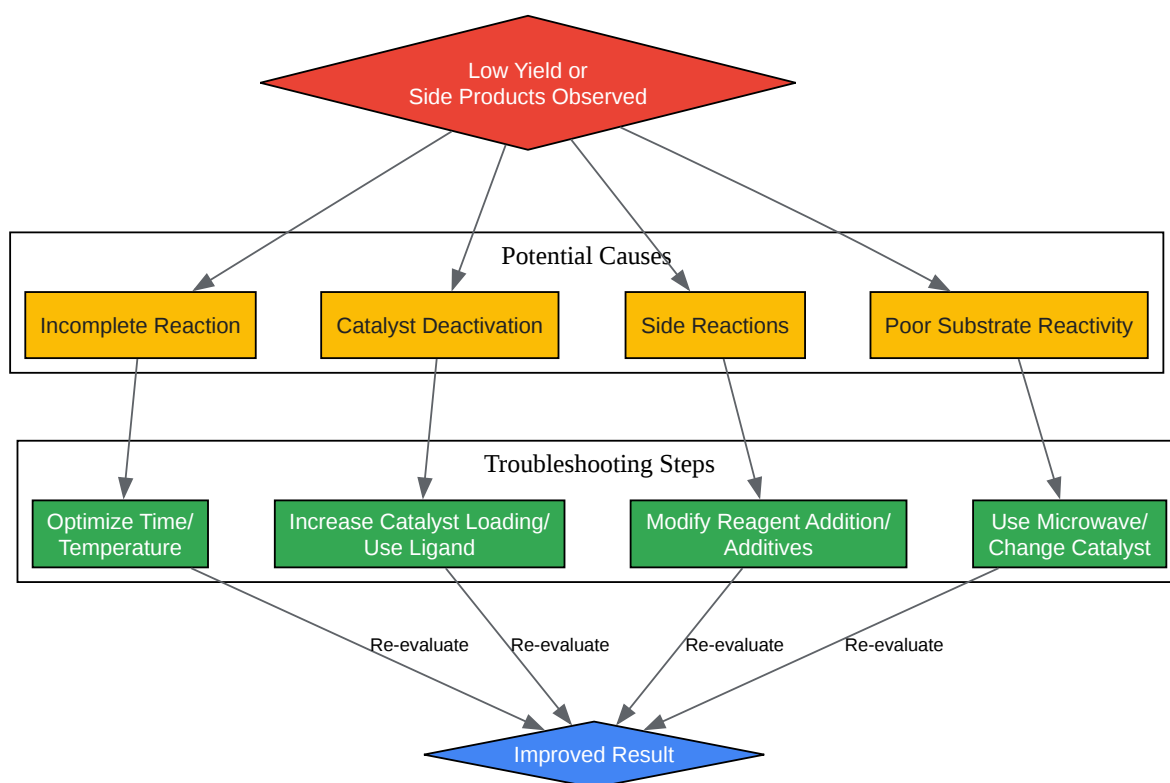 Low Yield or
Side Products Observed
Potential Causes
Incomplete Reaction
Catalyst Deactivation
Side Reactions
Poor Substrate Reactivity
Troubleshooting Steps
Optimize Time/
Temperature
Increase Catalyst Loading/
Use Ligand
Modify Reagent Addition/
Additives
Use Microwave/
Change Catalyst
Re-evaluate
Re-evaluate
Re-evaluate
Re-evaluate
Improved Result